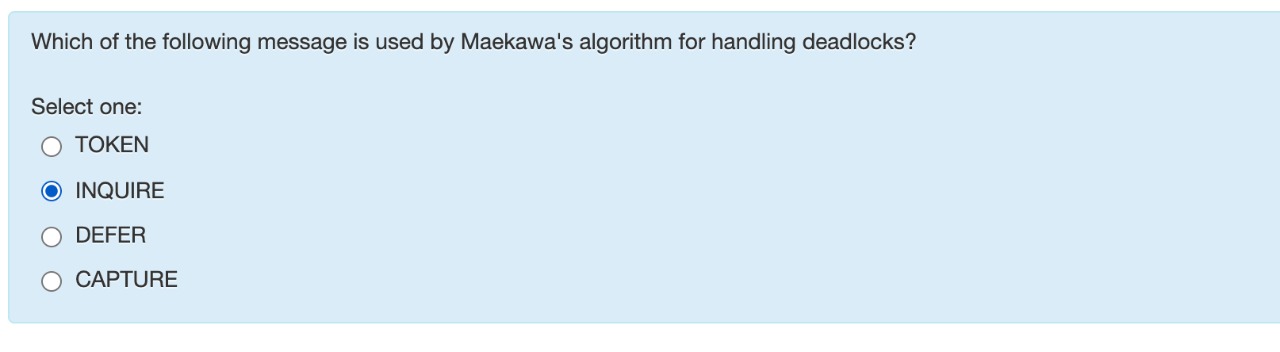 Which of the following message is used by Maekawa's algorithm for handling deadlocks?
Select one:
TOKEN
INQUIRE
DEFER
CAPTURE